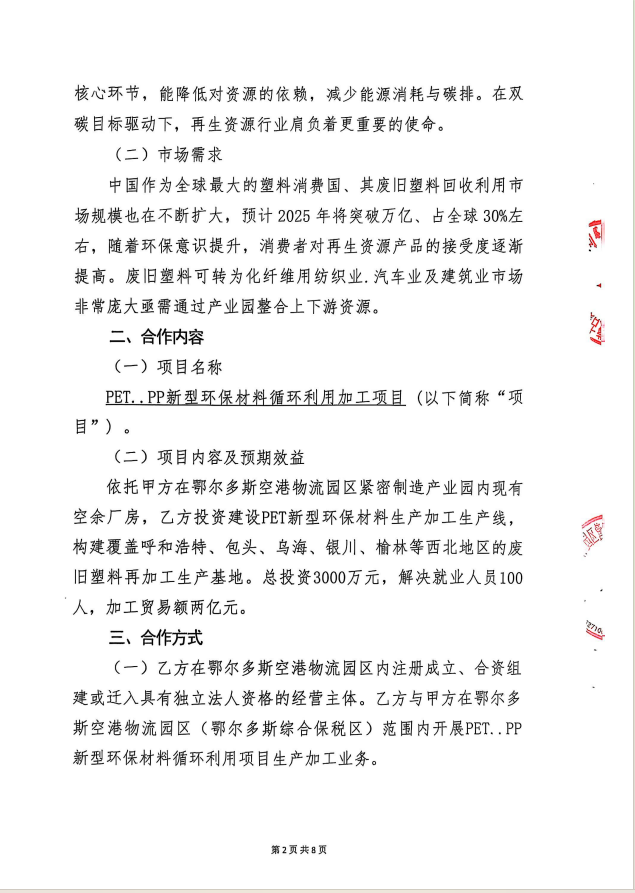 核心环节，能降低对资源的依赖，减少能源消耗与碳排。在双
碳目标驱动下，再生资源行业肩负着更重要的使命。
（二）市场需求
中国作为全球最大的塑料消费国、其废旧塑料回收利用市
场规模也在不断扩大，预计 2025 年将突破万亿、占全球 30%左
右，随着环保意识提升，消费者对再生资源产品的接受度逐渐
提高。废旧塑料可转为化纤维用纺织业.汽车业及建筑业市场
非常庞大亟需通过产业园整合上下游资源。
二、合作内容
（一）项目名称
PET..PP新型环保材料循环利用加工项目（以下简称“项
目”）。
（二）项目内容及预期效益
依托甲方在鄂尔多斯空港物流园区紧密制造产业园内现有
空余厂房，乙方投资建设PET新型环保材料生产加工生产线，
构建覆盖呼和浩特、包头、乌海、银川、榆林等西北地区的废
旧塑料再加工生产基地。总投资3000万元，解决就业人员100
人，加工贸易额两亿元。
三、合作方式
（一）乙方在鄂尔多斯空港物流园区内注册成立、合资组
建或迁入具有独立法人资格的经营主体。乙方与甲方在鄂尔多
斯空港物流园区（鄂尔多斯综合保税区）范围内开展PET..PP
新型环保材料循环利用项目生产加工业务。
第2页共8页